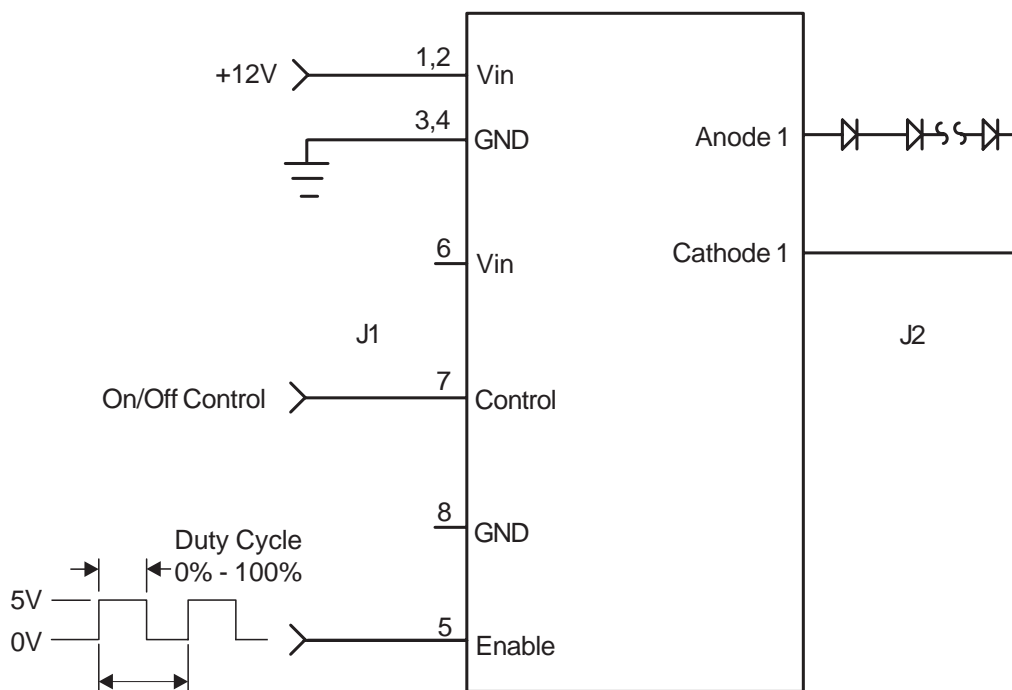 1,2
+12V
Vin
3,4
GND
Anode 1
6
Vin
Cathode 1
J1
J2
7
On/Off Control
Control
8
GND
Duty Cycle
0% - 100%
5V
0V
5
Enable